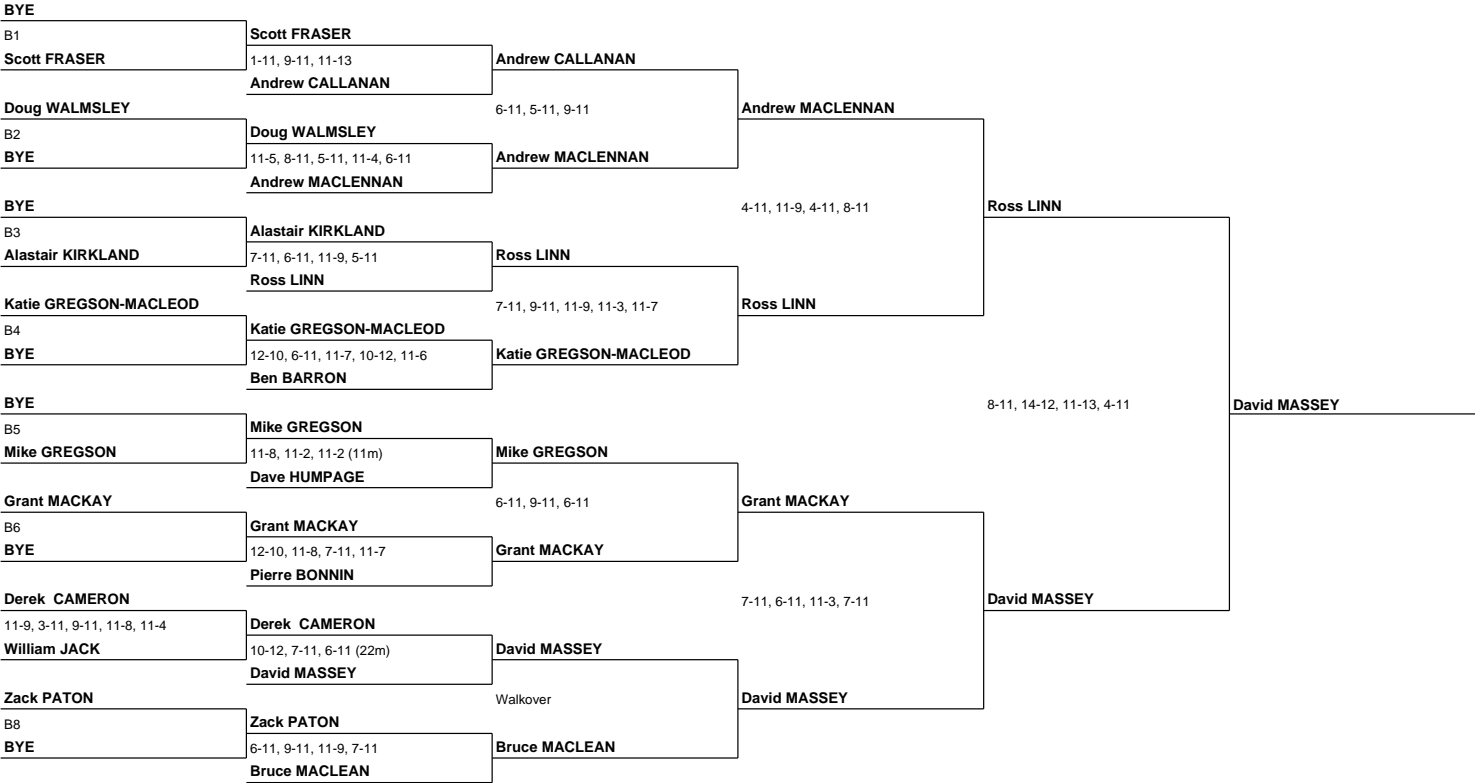 BYE
B1
Scott FRASER
Scott FRASER
1-11, 9-11, 11-13
Andrew CALLANAN
Andrew CALLANAN
Doug WALMSLEY
B2
BYE
Doug WALMSLEY
11-5, 8-11, 5-11, 11-4, 6-11
Andrew MACLENNAN
6-11, 5-11, 9-11
Andrew MACLENNAN
Andrew MACLENNAN
BYE
B3
Alastair KIRKLAND
Alastair KIRKLAND
7-11, 6-11, 11-9, 5-11
Ross LINN
Ross LINN
4-11, 11-9, 4-11, 8-11
Ross LINN
Katie GREGSON-MACLEOD
B4
BYE
Katie GREGSON-MACLEOD
12-10, 6-11, 11-7, 10-12, 11-6
Ben BARRON
7-11, 9-11, 11-9, 11-3, 11-7
Katie GREGSON-MACLEOD
Ross LINN
BYE
B5
Mike GREGSON
Mike GREGSON
11-8, 11-2, 11-2 (11m)
Dave HUMPAGE
Mike GREGSON
8-11, 14-12, 11-13, 4-11
David MASSEY
Grant MACKAY
B6
BYE
Grant MACKAY
12-10, 11-8, 7-11, 11-7
Pierre BONNIN
6-11, 9-11, 6-11
Grant MACKAY
Grant MACKAY
Derek  CAMERON
11-9, 3-11, 9-11, 11-8, 11-4
William JACK
Derek  CAMERON
10-12, 7-11, 6-11 (22m)
David MASSEY
David MASSEY
7-11, 6-11, 11-3, 7-11
David MASSEY
Zack PATON
B8
BYE
Zack PATON
6-11, 9-11, 11-9, 7-11
Bruce MACLEAN
Walkover
Bruce MACLEAN
David MASSEY